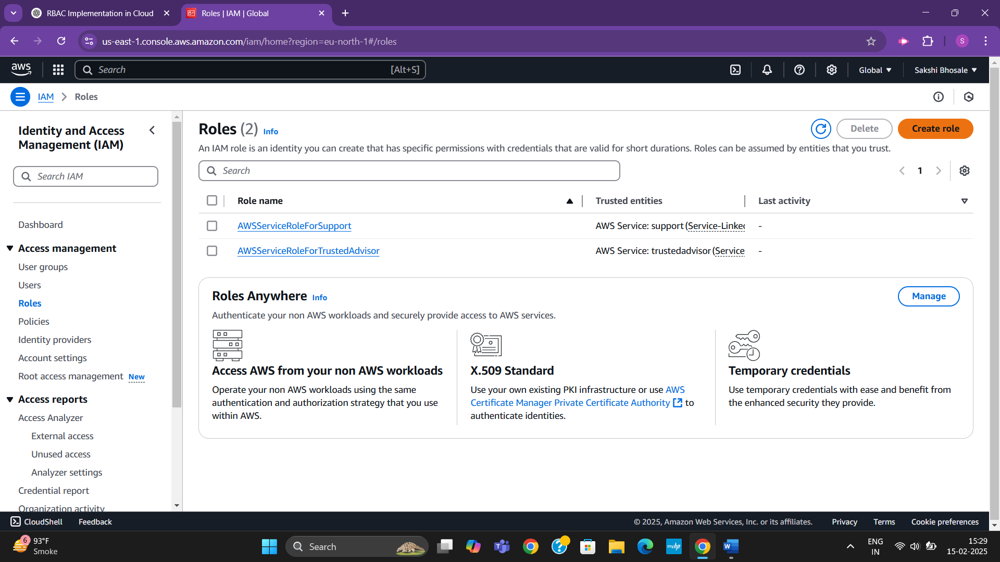 RBAC Implementation in Cloud
Roles | IAM | Global
us-east-1.console.aws.amazon.com/iam/home?region=eu-north-1#/roles
S
aws
Search
[Alt+S]
Global
Sakshi Bhosale
IAM
Roles
Identity and Access
Management (IAM)
Search IAM
Dashboard
Access management
User groups
Users
Roles
Policies
Identity providers
Account settings
Root access management New
Access reports
Access Analyzer
External access
Unused access
Analyzer settings
Credential report
Organization activity
Roles (2) Info
Delete
Create role
An IAM role is an identity you can create that has specific permissions with credentials that are valid for short durations. Roles can be assumed by entities that you trust.
Search
1
Role name
Trusted entities
Last activity
AWSServiceRoleForSupport
AWS Service: support (Service-Linked
-
AWSServiceRoleForTrustedAdvisor
AWS Service: trustedadvisor (Service
-
Roles Anywhere Info
Manage
Authenticate your non AWS workloads and securely provide access to AWS services.
Access AWS from your non AWS workloads
Operate your non AWS workloads using the same
authentication and authorization strategy that you use
within AWS.
X.509 Standard
Use your own existing PKI infrastructure or use AWS
Certificate Manager Private Certificate Authority to
authenticate identities.
Temporary credentials
Use temporary credentials with ease and benefit from
the enhanced security they provide.
CloudShell
Feedback
© 2025, Amazon Web Services, Inc. or its affiliates.
Privacy
Terms
Cookie preferences
6
93°F
Smoke
Search
myhp
ENG
IN
15:29
15-02-2025